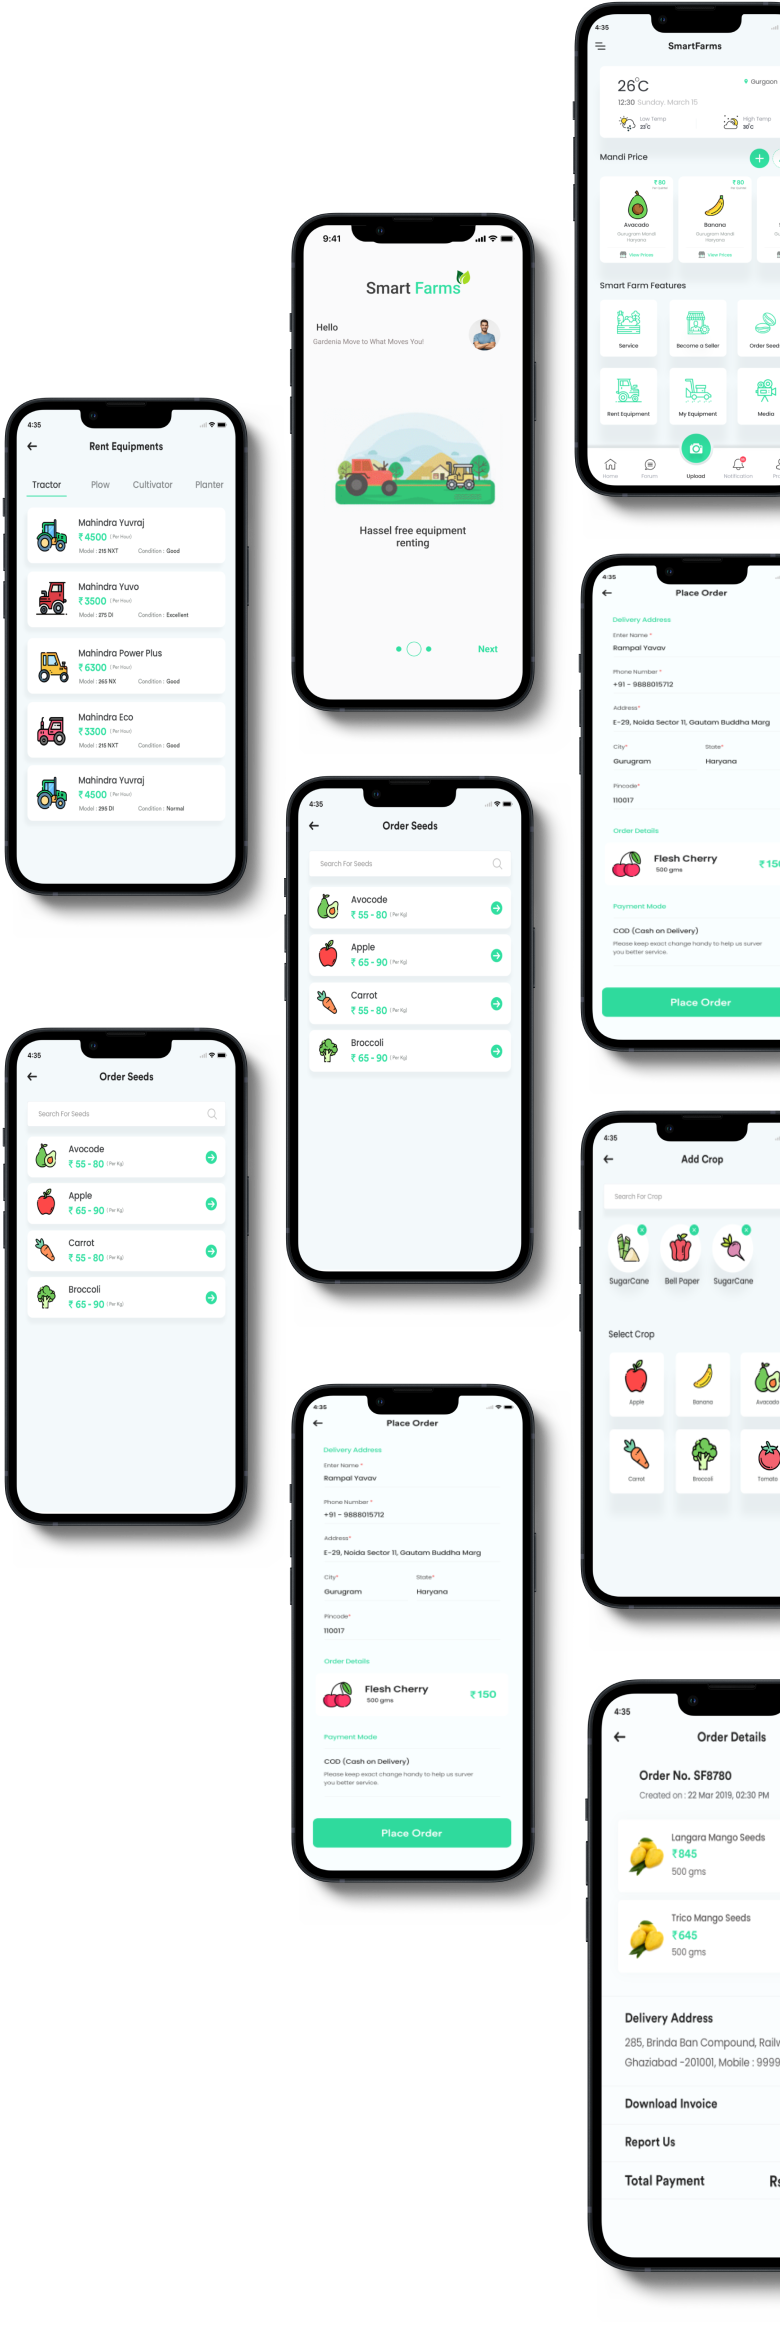 4:35
Rent Equipments
Tractor Plow Cultivator Planter
Mahindra Yuvraj
₹ 4500 (Per Hour)
Model : 215 NXT Condition : Good
Mahindra Yuvo
₹ 3500 (Per Hour)
Model : 275 DI Condition : Excellent
Mahindra Power Plus
₹ 6300 (Per Hour)
Model : 265 NX Condition : Good
Mahindra Eco
₹ 3300 (Per Hour)
Model : 215 NXT Condition : Good
Mahindra Yuvraj
₹ 4500 (Per Hour)
Model : 295 DI Condition : Normal
4:35
Order Seeds
Search For Seeds
Avocode
₹ 55 - 80 (Per Kg)
Apple
₹ 65 - 90 (Per Kg)
Carrot
₹ 55 - 80 (Per Kg)
Broccoli
₹ 65 - 90 (Per Kg)
9:41
Smart Farms
Hello
Gardenia Move to What Moves You!
Hassel free equipment
renting
Next
4:35
Order Seeds
Search For Seeds
Avocode
₹ 55 - 80 (Per Kg)
Apple
₹ 65 - 90 (Per Kg)
Carrot
₹ 55 - 80 (Per Kg)
Broccoli
₹ 65 - 90 (Per Kg)
4:35
Place Order
Delivery Address
Enter Name *
Rampal Yavav
Phone Number *
+91 - 9888015712
Address*
E-29, Noida Sector 11, Gautam Buddha Marg
City* State*
Gurugram Haryana
Pincode*
110017
Order Details
Flesh Cherry
500 gms
₹ 150
Payment Made
COD (Cash on Delivery)
Please keep exact change handy to help us surver
you better service.
Place Order
4:35
SmartFarms
26°C
Gurgaon
12:30 Sunday, March 15
Low Temp High Temp
23°C 30°C
Mandi Price
₹ 80 ₹ 80
Avocado Banana
Gurugram Mandi Gurugram Mandi
Haryana Haryana
View Prices View Prices
Smart Farm Features
Service Become a Seller Order Seed
Rent Equipment My Equipment Media
Home Forum Upload Notification
4:35
Place Order
Delivery Address
Enter Name *
Rampal Yavav
Phone Number *
+91 - 9888015712
Address*
E-29, Noida Sector 11, Gautam Buddha Marg
City* State*
Gurugram Haryana
Pincode*
110017
Order Details
Flesh Cherry
500 gms
₹ 150
Payment Made
COD (Cash on Delivery)
Please keep exact change handy to help us surver
you better service.
Place Order
4:35
Add Crop
Search For Crop
SugarCane Bell Paper SugarCane
Select Crop
Apple Banana Avacado
Carrot Broccoli Tomato
4:35
Order Details
Order No. SF8780
Created on : 22 Mar 2019, 02:30 PM
Langara Mango Seeds
₹ 845
500 gms
Trico Mango Seeds
₹ 645
500 gms
Delivery Address
285, Brinda Ban Compound, Railw
Ghaziabad -201001, Mobile : 9999
Download Invoice
Report Us
Total Payment Rs